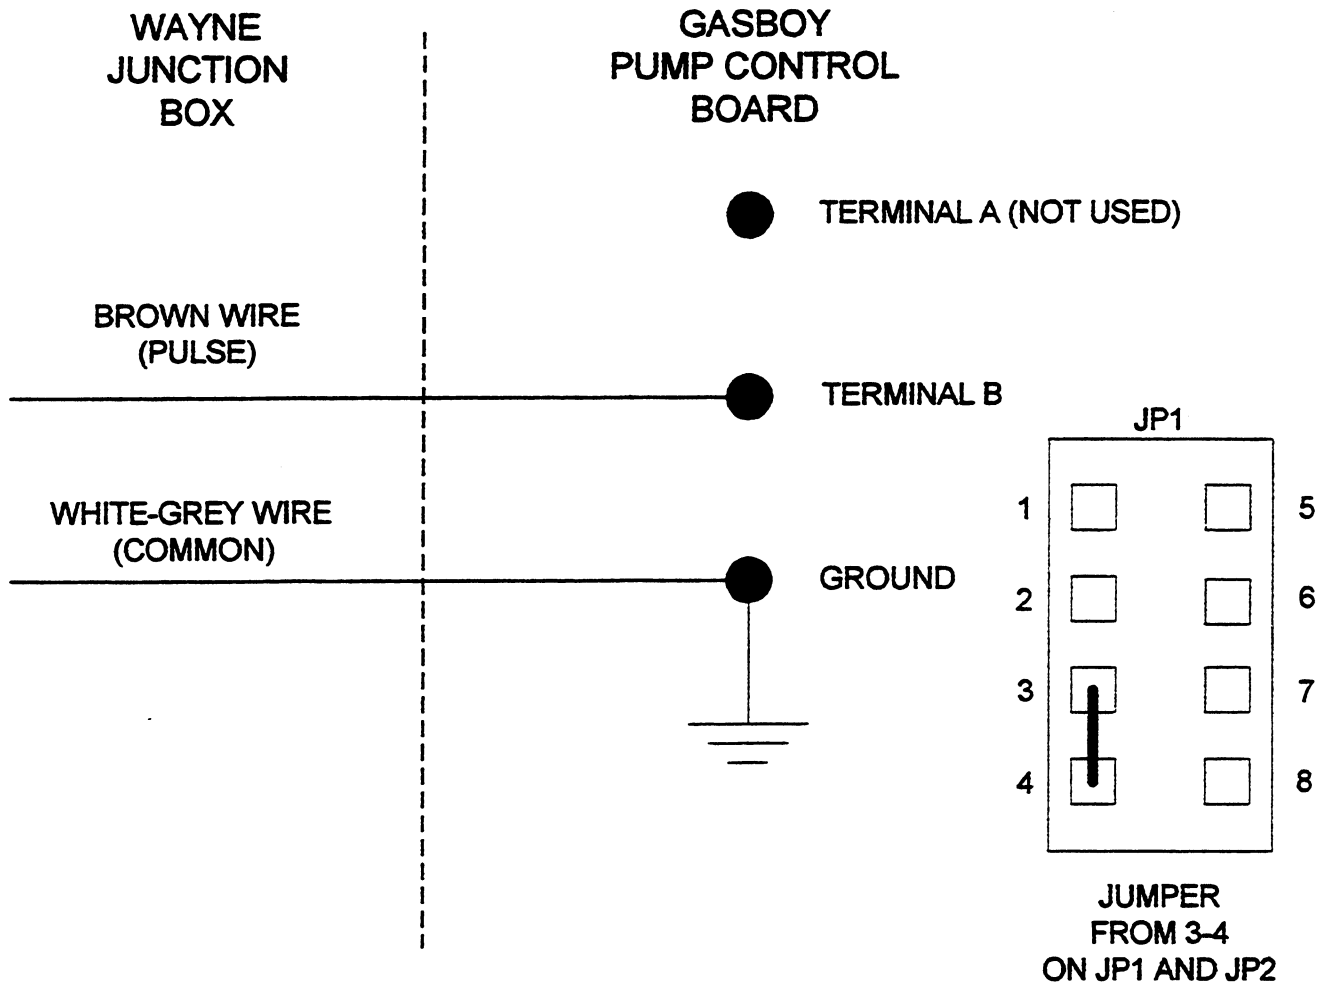 WAYNE
JUNCTION
BOX
GASBOY
PUMP CONTROL
BOARD
TERMINAL A (NOT USED)
BROWN WIRE
(PULSE)
TERMINAL B
WHITE-GREY WIRE
(COMMON)
GROUND
JP1
1 5
2 6
3 7
4 8
JUMPER
FROM 3-4
ON JP1 AND JP2